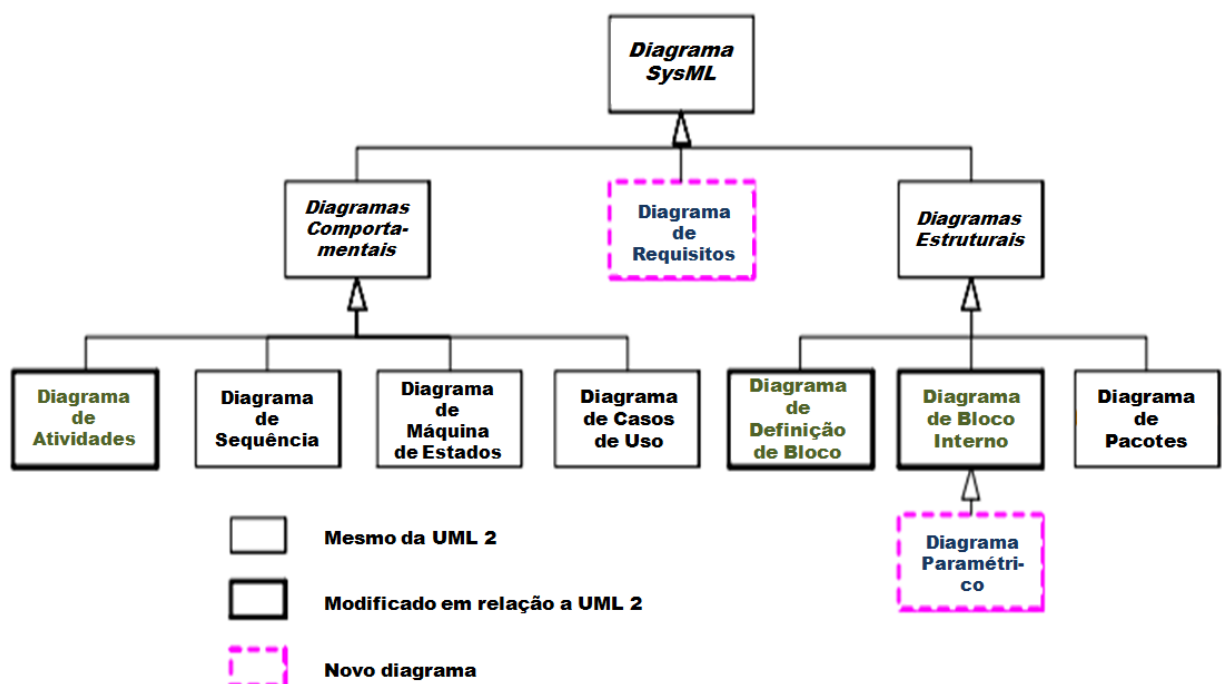 Diagrama
SysML
Diagramas
Comporta-
mentais
Diagrama
de
Requisitos
Diagramas
Estruturais
Diagrama
de
Atividades
Diagrama
de
Sequência
Diagrama
de
Máquina
de Estados
Diagrama
de Casos
de Uso
Diagrama
de
Definição
de Bloco
Diagrama
de Bloco
Interno
Diagrama
de
Pacotes
Diagrama
Paramétri-
co
Mesmo da UML 2
Modificado em relação a UML 2
Novo diagrama